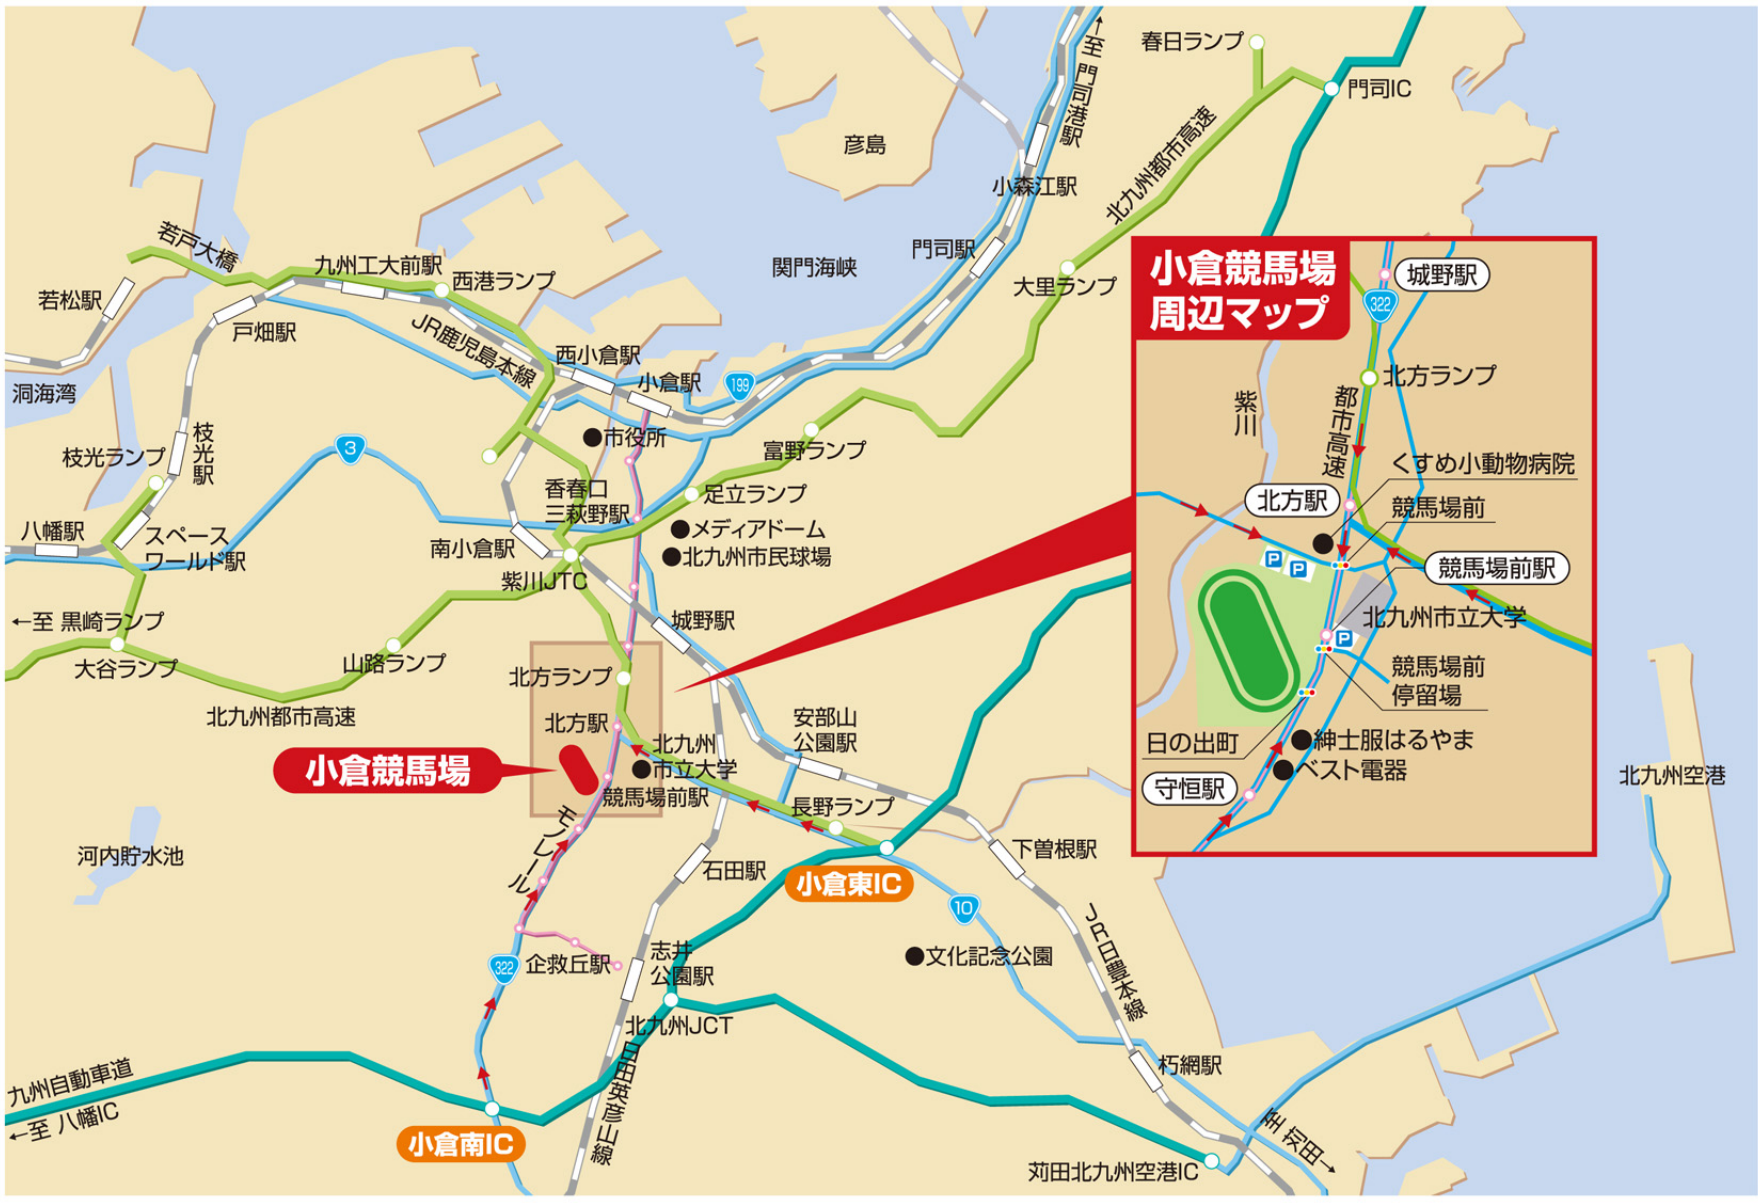 春日ランプ
門司IC
←至 門司港駅
彦島
北九州都市高速
小森江駅
若戸大橋
九州工大前駅
西港ランプ
関門海峡
門司駅
大里ランプ
若松駅
戸畑駅
JR鹿児島本線
西小倉駅
小倉駅
199
洞海湾
枝光ランプ
枝光駅
3
市役所
富野ランプ
香春口
三萩野駅
足立ランプ
八幡駅
スペース
ワールド駅
南小倉駅
メディアドーム
北九州市民球場
紫川JTC
←至 黒崎ランプ
大谷ランプ
山路ランプ
城野駅
北方ランプ
北九州都市高速
北方駅
安部山
公園駅
小倉競馬場
北九州
市立大学
競馬場前駅
長野ランプ
モノレール
河内貯水池
石田駅
小倉東IC
下曽根駅
10
322
企救丘駅
志井
公園駅
文化記念公園
JR日豊本線
北九州JCT
日田英彦山線
朽網駅
九州自動車道
←至 八幡IC
小倉南IC
至 苅田→
苅田北九州空港IC
北九州空港
小倉競馬場
周辺マップ
城野駅
322
北方ランプ
紫川
都市高速
くすめ小動物病院
北方駅
競馬場前
P
P
競馬場前駅
北九州市立大学
P
競馬場前
停留場
日の出町
紳士服はるやま
ベスト電器
守恒駅